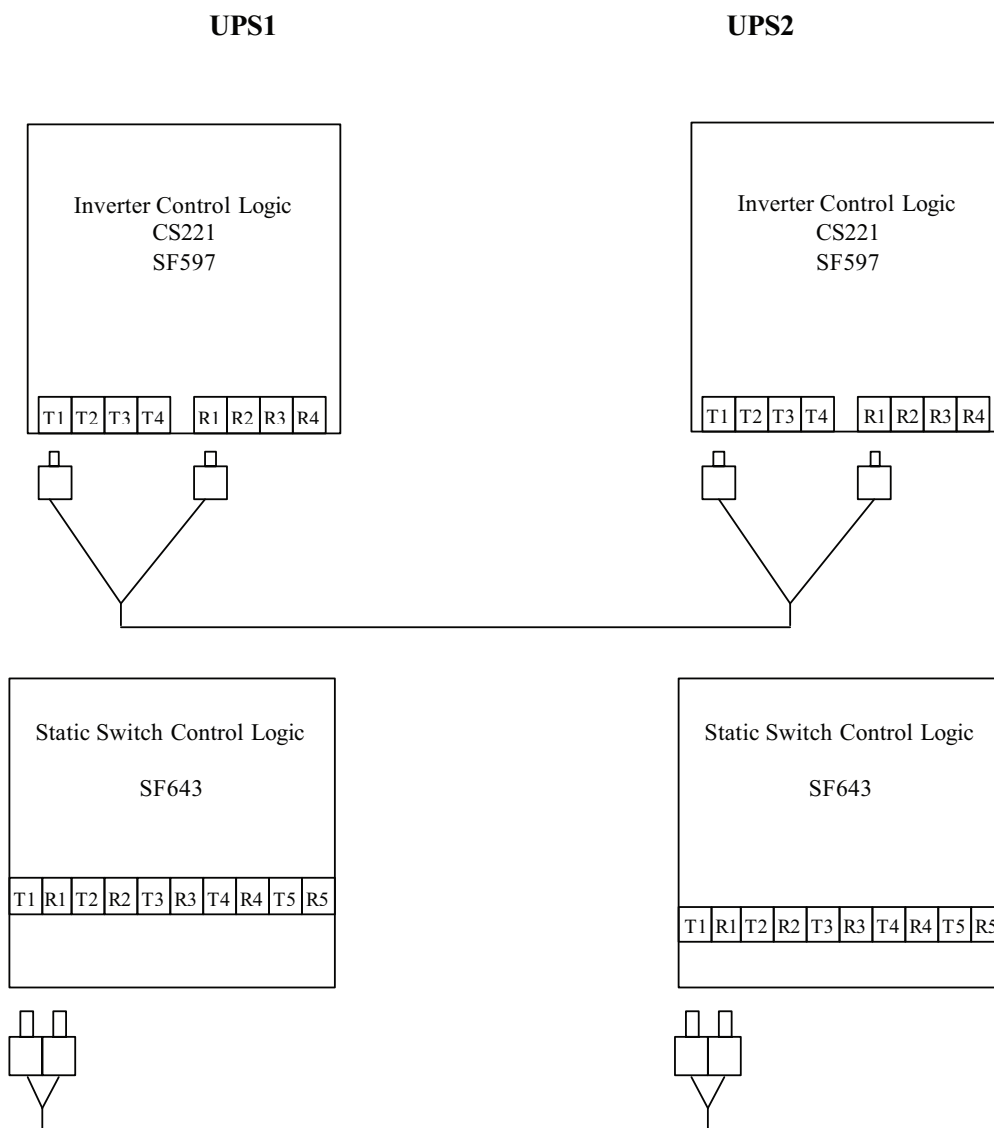 UPS1 UPS2
Inverter Control Logic
CS221
SF597
T1 T2 T3 T4 R1 R2 R3 R4
Inverter Control Logic
CS221
SF597
T1 T2 T3 T4 R1 R2 R3 R4
Static Switch Control Logic
SF643
T1 R1 T2 R2 T3 R3 T4 R4 T5 R5
Static Switch Control Logic
SF643
T1 R1 T2 R2 T3 R3 T4 R4 T5 R5